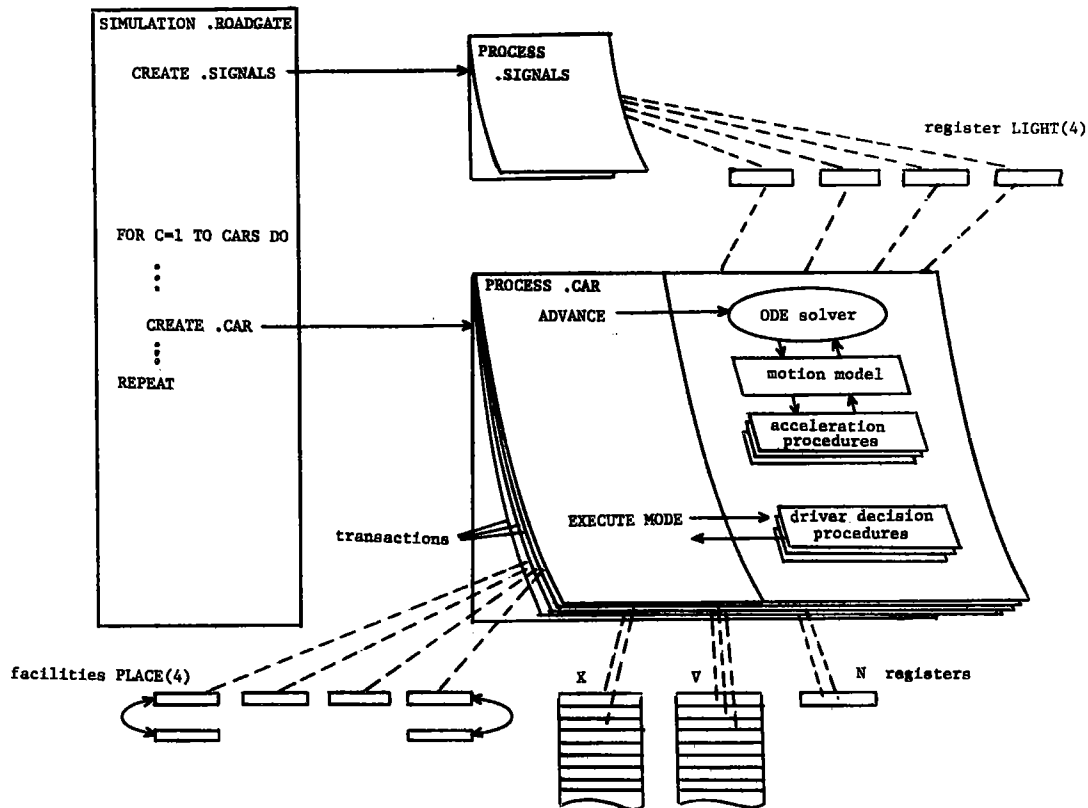 SIMULATION .ROADGATE
CREATE .SIGNALS
PROCESS
.SIGNALS
register LIGHT(4)
FOR C=1 TO CARS DO
PROCESS .CAR
ADVANCE
ODE solver
CREATE .CAR
motion model
REPEAT
acceleration
procedures
EXECUTE MODE
driver decision
procedures
transactions
facilities PLACE(4)
X
V
N registers